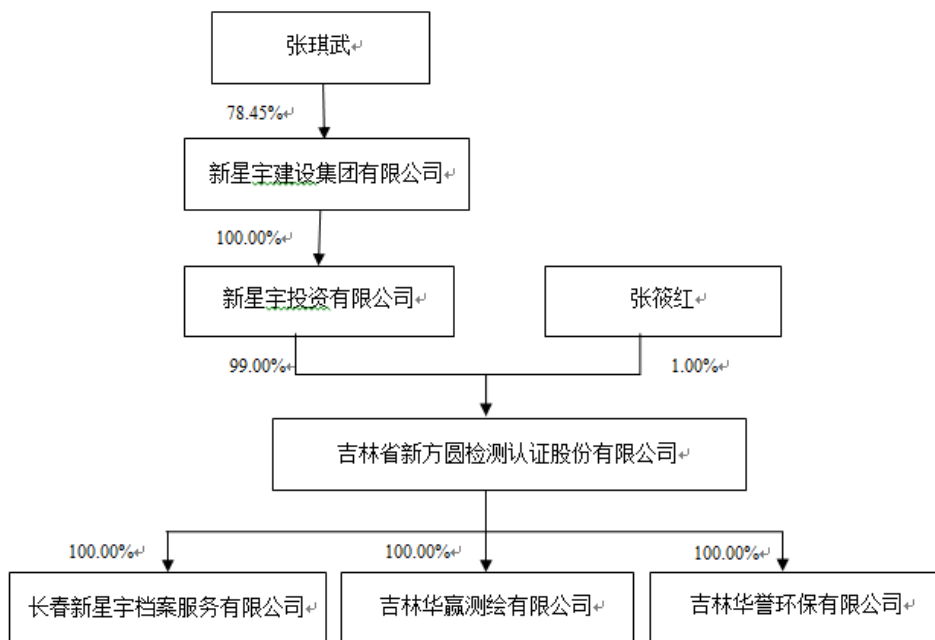 张琪武
78.45%
新星宇建设集团有限公司
100.00%
新星宇投资有限公司
张筱红
99.00%
1.00%
吉林省新方圆检测认证股份有限公司
100.00%
100.00%
100.00%
长春新星宇档案服务有限公司
吉林华赢测绘有限公司
吉林华誉环保有限公司